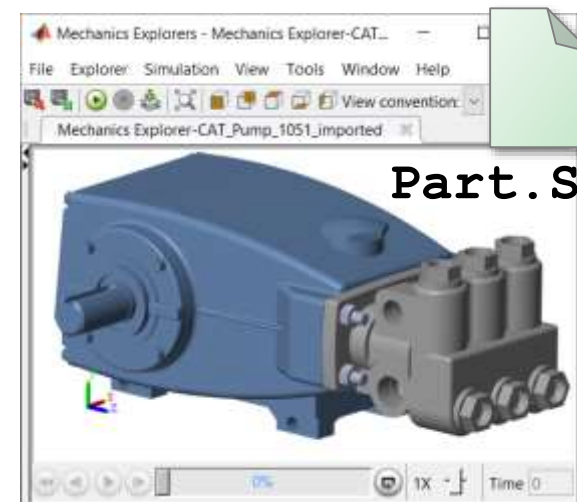 Mechanics Explorers - Mechanics Explorer-CAT_...
File Explorer Simulation View Tools Window Help
View convention:
Mechanics Explorer-CAT_Pump_1051_imported
Part.S
0%
1X
Time 0